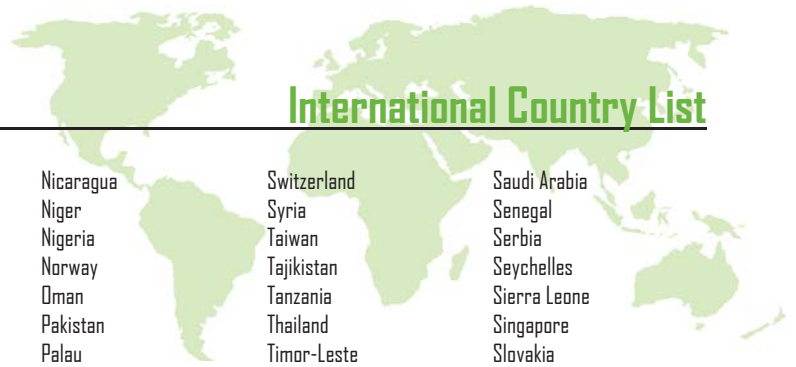 International Country List
Nicaragua
Niger
Nigeria
Norway
Oman
Pakistan
Palau
Switzerland
Syria
Taiwan
Tajikistan
Tanzania
Thailand
Timor-Leste
Saudi Arabia
Senegal
Serbia
Seychelles
Sierra Leone
Singapore
Slovakia